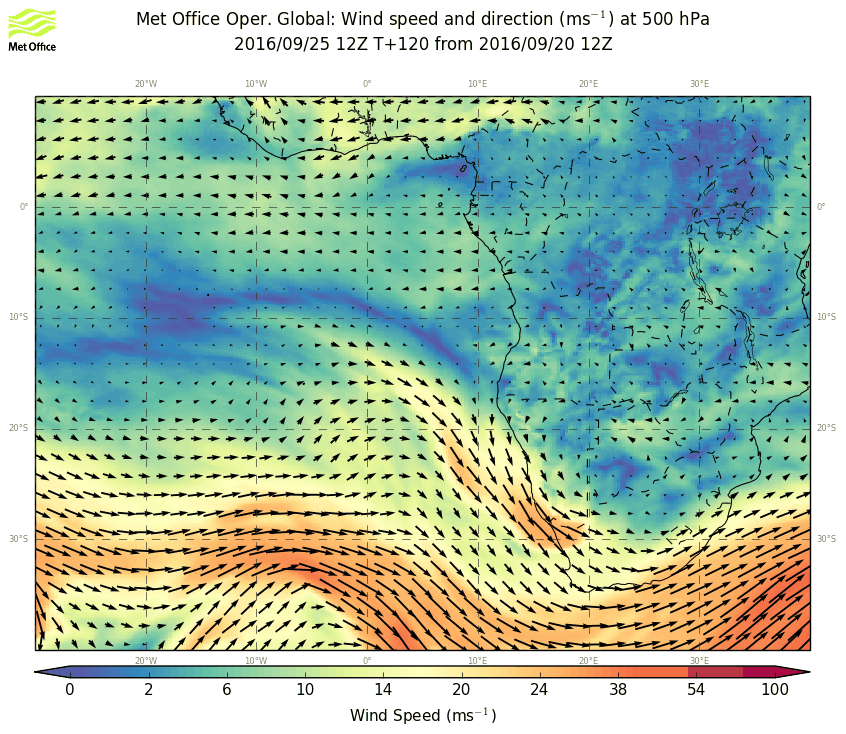 Met Office Oper. Global: Wind speed and direction (ms⁻¹) at 500 hPa
2016/09/25 12Z T+120 from 2016/09/20 12Z
Met Office
20°W 10°W 0° 10°E 20°E 30°E
0° 0°
10°S 10°S
20°S 20°S
30°S 30°S
20°W 10°W 0° 10°E 20°E 30°E
0 2 6 10 14 20 24 38 54 100
Wind Speed (ms⁻¹)